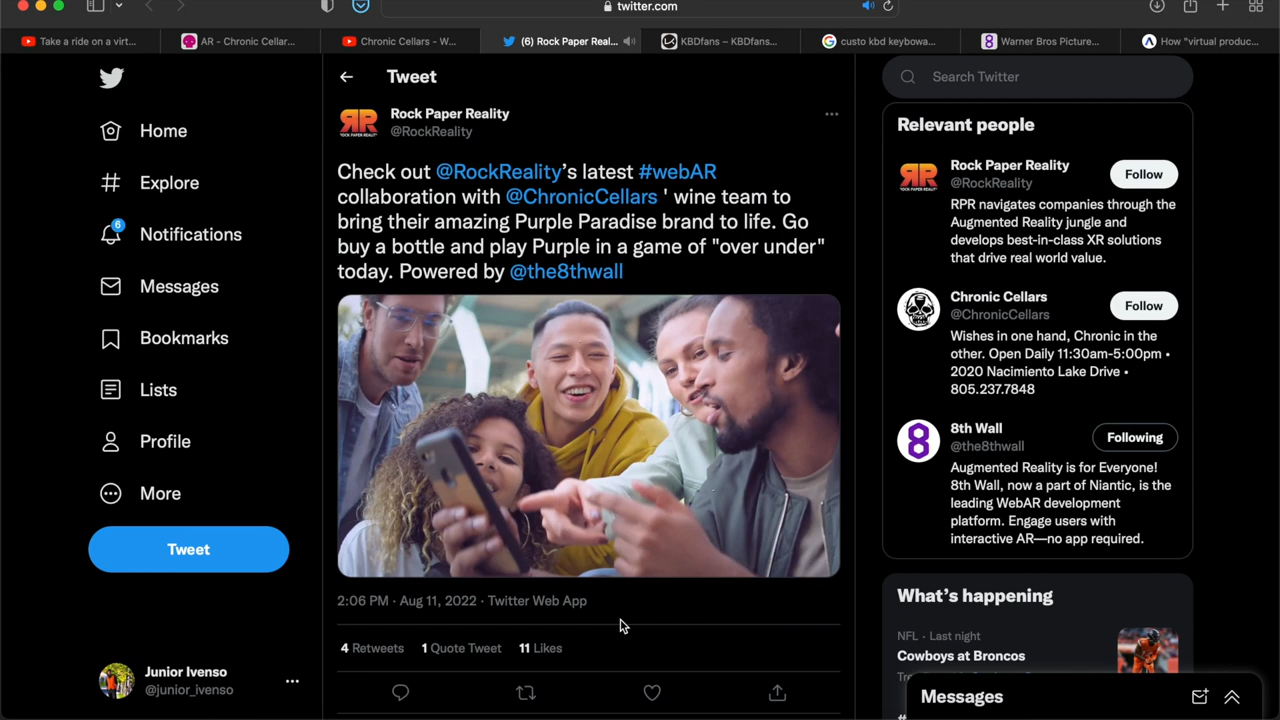 twitter.com
Take a ride on a virt...
AR - Chronic Cellar...
Chronic Cellars - W...
(6) Rock Paper Real...
KBDfans – KBDfans...
custo kbd keybowa...
Warner Bros Picture...
How "virtual produc...
Tweet
Search Twitter
Home
Explore
6
Notifications
Messages
Bookmarks
Lists
Profile
More
Tweet
Junior Ivenso
@junior_ivenso
Rock Paper Reality
@RockReality
Check out @RockReality's latest #webAR
collaboration with @ChronicCellars ' wine team to
bring their amazing Purple Paradise brand to life. Go
buy a bottle and play Purple in a game of "over under"
today. Powered by @the8thwall
2:06 PM · Aug 11, 2022 · Twitter Web App
4 Retweets 1 Quote Tweet 11 Likes
Relevant people
Rock Paper Reality
@RockReality
Follow
RPR navigates companies through the
Augmented Reality jungle and
develops best-in-class XR solutions
that drive real world value.
Chronic Cellars
@ChronicCellars
Follow
Wishes in one hand, Chronic in the
other. Open Daily 11:30am-5:00pm •
2020 Nacimiento Lake Drive •
805.237.7848
8th Wall
@the8thwall
Following
Augmented Reality is for Everyone!
8th Wall, now a part of Niantic, is the
leading WebAR development
platform. Engage users with
interactive AR—no app required.
What's happening
NFL · Last night
Cowboys at Broncos
Messages